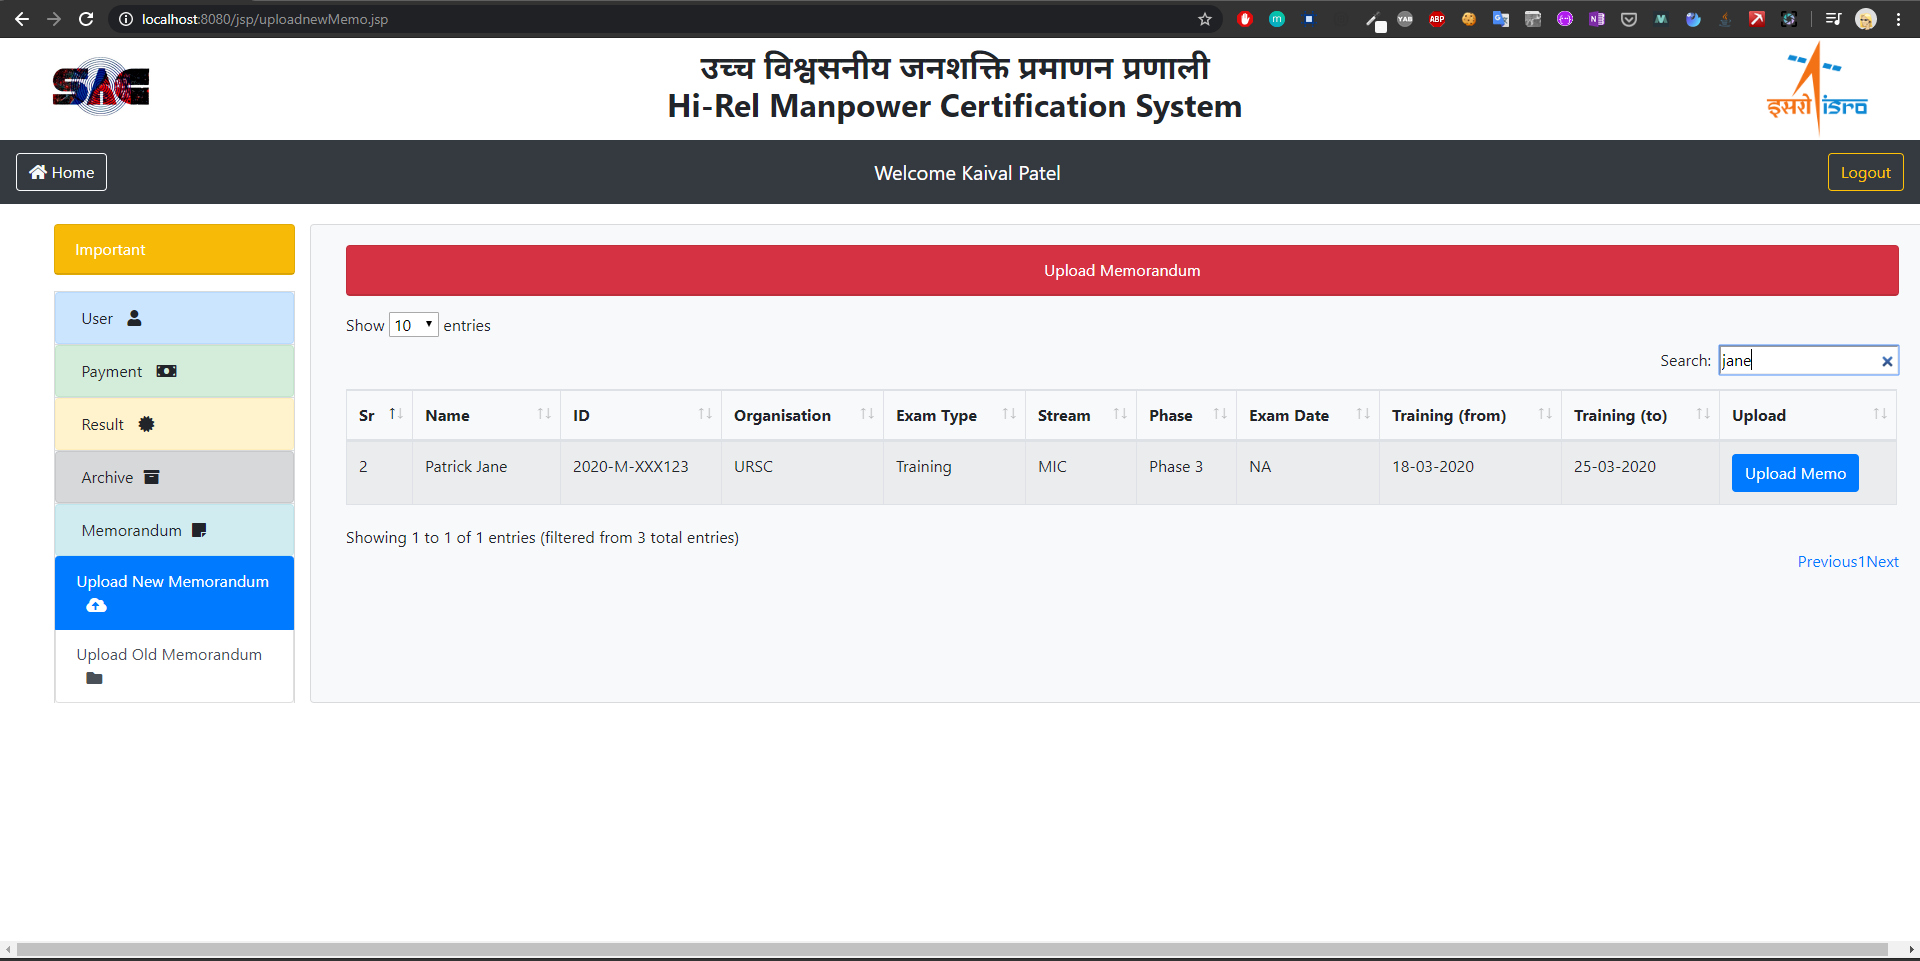 localhost:8080/jsp/uploadnewMemo.jsp
SAC
उच्च विश्वसनीय जनशक्ति प्रमाणन प्रणाली
Hi-Rel Manpower Certification System
इसरो isro
Home
Welcome Kaival Patel
Logout
Important
User
Payment
Result
Archive
Memorandum
Upload New Memorandum
Upload Old Memorandum
Upload Memorandum
Show 10 entries
Search: jane
Sr Name ID Organisation Exam Type Stream Phase Exam Date Training (from) Training (to) Upload
2 Patrick Jane 2020-M-XXX123 URSC Training MIC Phase 3 NA 18-03-2020 25-03-2020 Upload Memo
Showing 1 to 1 of 1 entries (filtered from 3 total entries)
Previous1Next